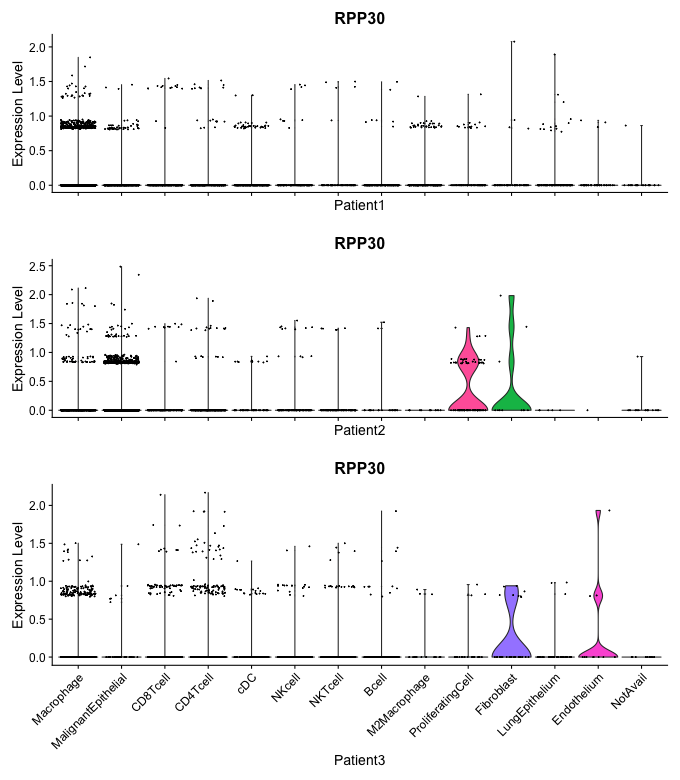 RPP30
Expression Level
2.0
1.5
1.0
0.5
0.0
Patient1
RPP30
Expression Level
2.5
2.0
1.5
1.0
0.5
0.0
Patient2
RPP30
Expression Level
2.0
1.5
1.0
0.5
0.0
Macrophage
MalignantEpithelial
CD8Tcell
CD4Tcell
cDC
NKcell
NKTcell
Bcell
M2Macrophage
ProliferatingCell
Fibroblast
LungEpithelium
Endothelium
NotAvail
Patient3